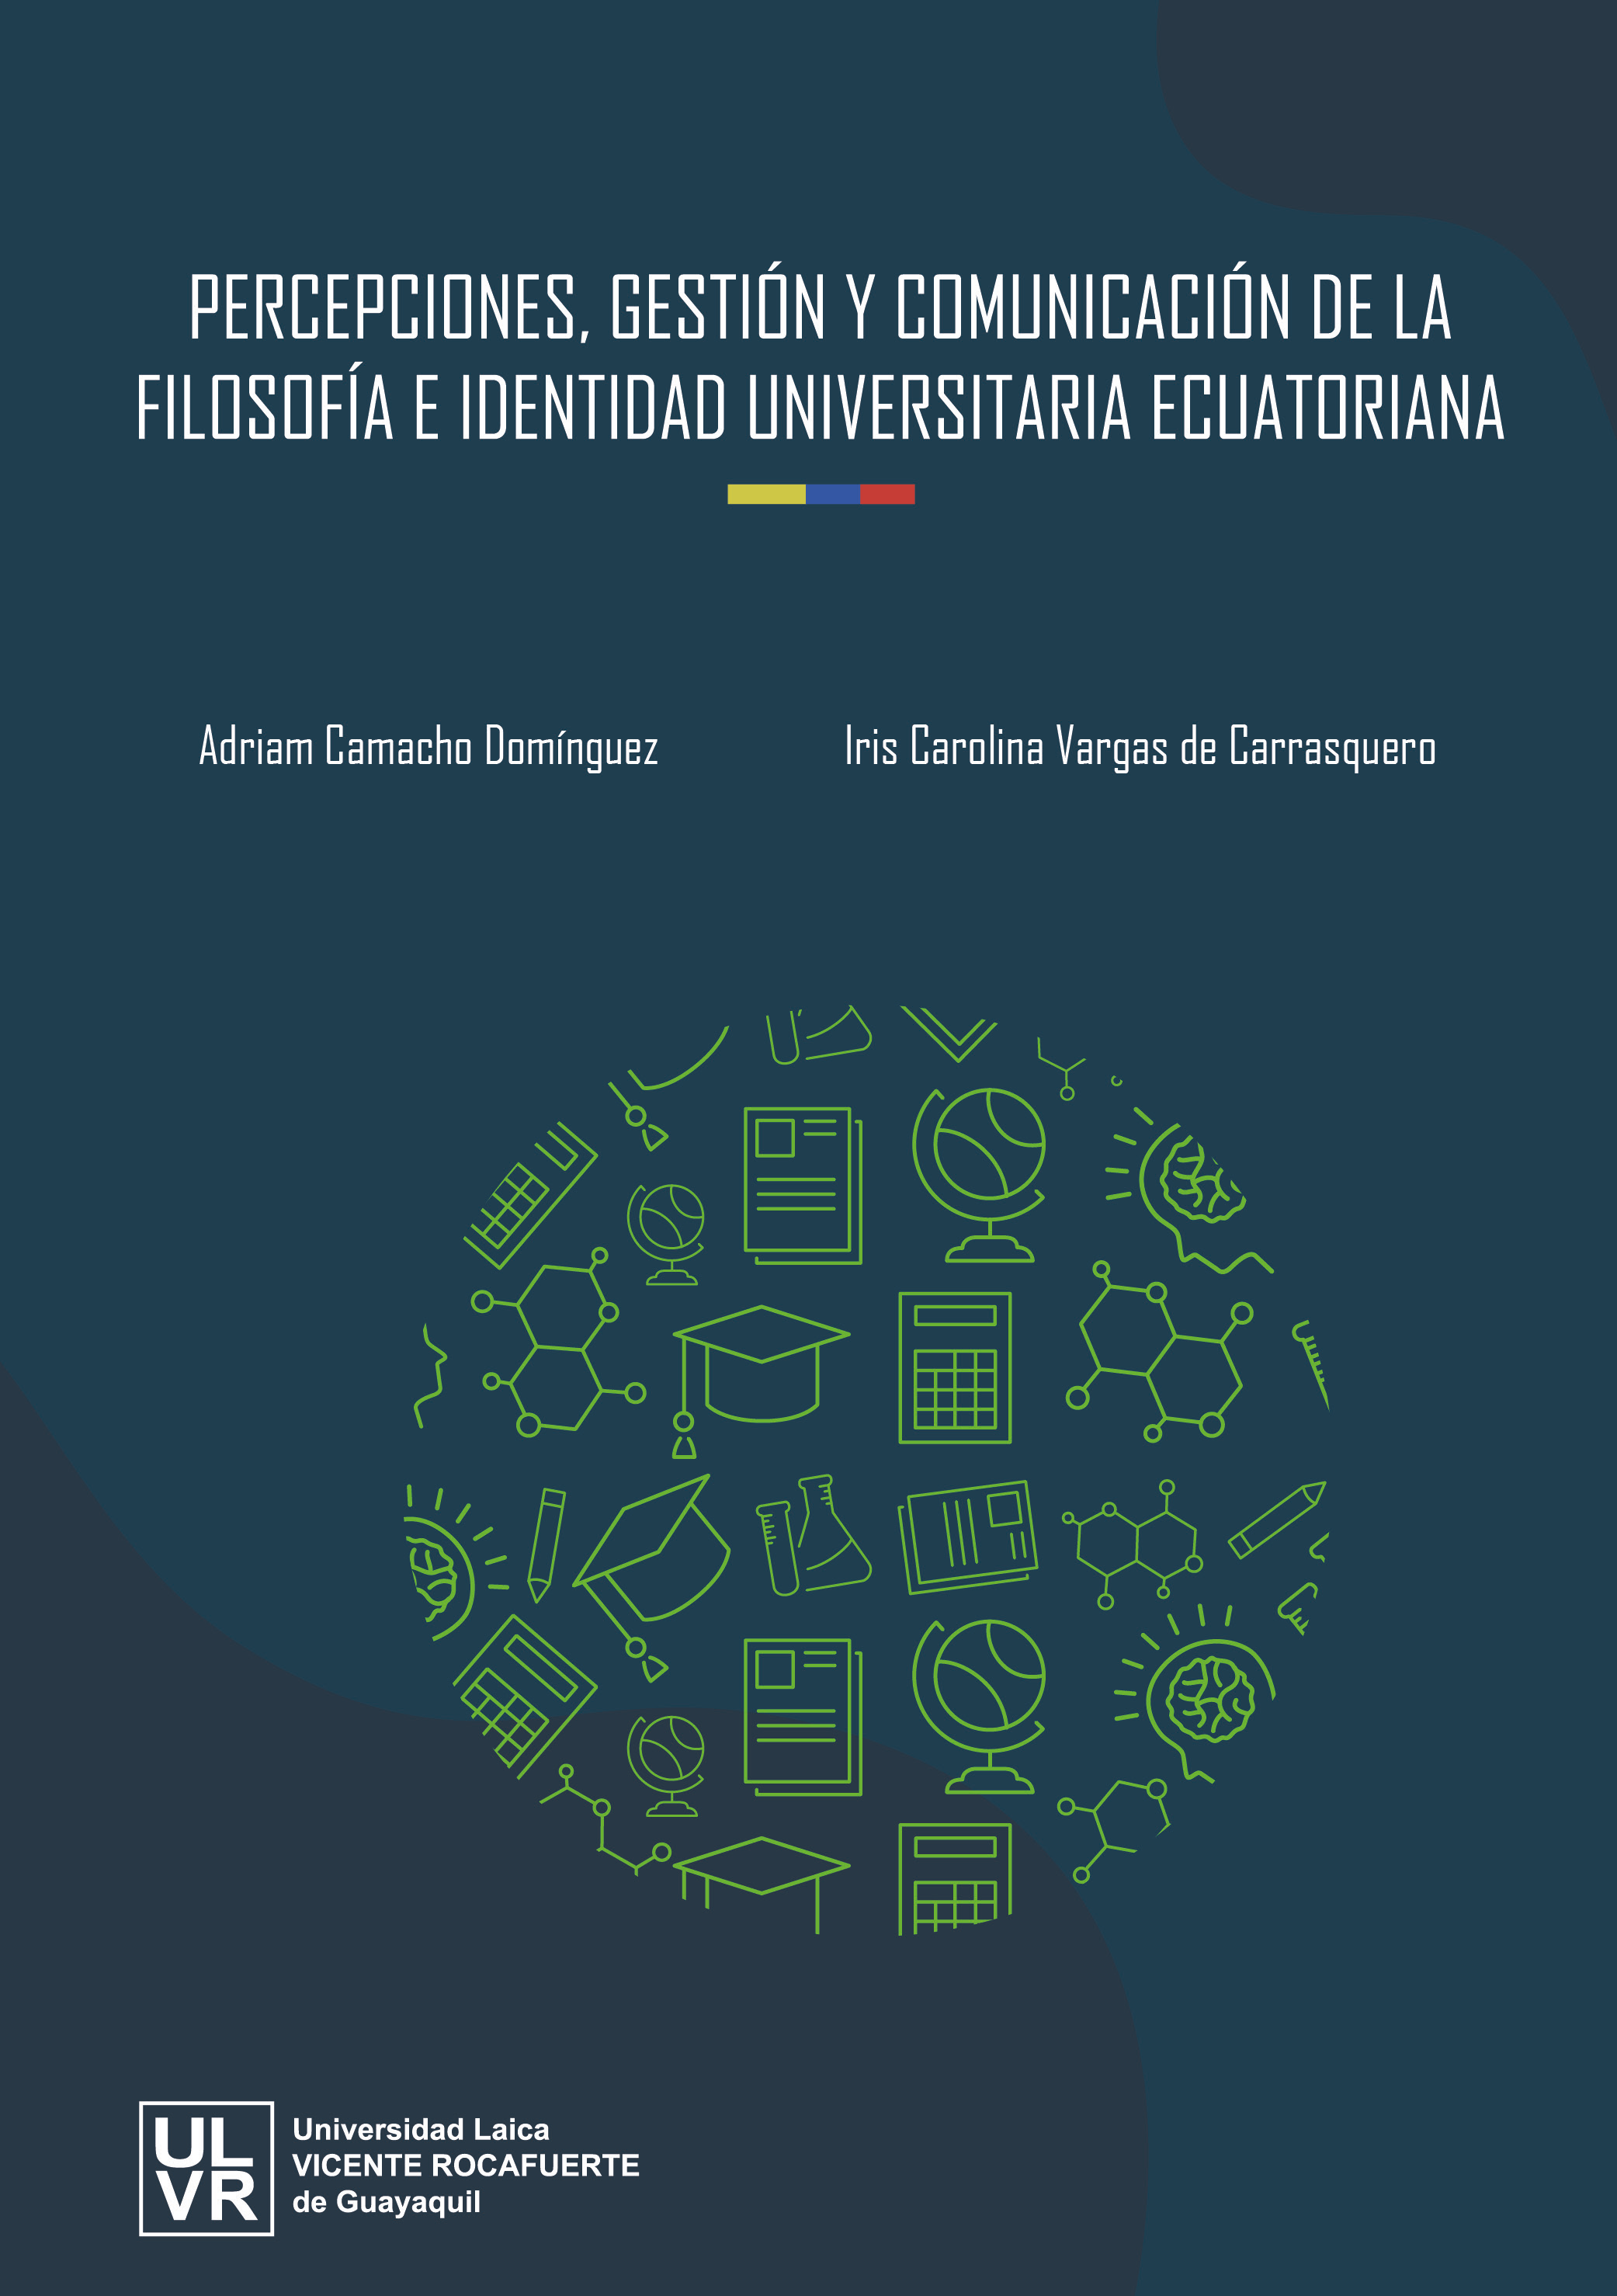 PERCEPCIONES, GESTIÓN Y COMUNICACIÓN DE LA
FILOSOFÍA E IDENTIDAD UNIVERSITARIA ECUATORIANA
Adriam Camacho Domínguez
Iris Carolina Vargas de Carrasquero
UL
VR
Universidad Laica
VICENTE ROCAFUERTE
de Guayaquil